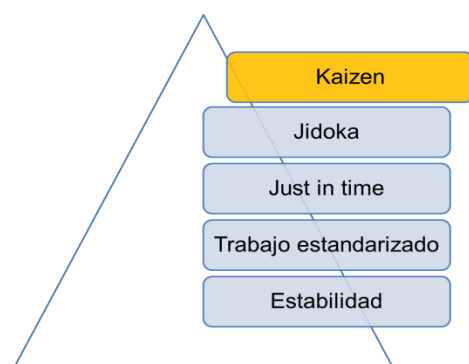 Kaizen
Jidoka
Just in time
Trabajo estandarizado
Estabilidad